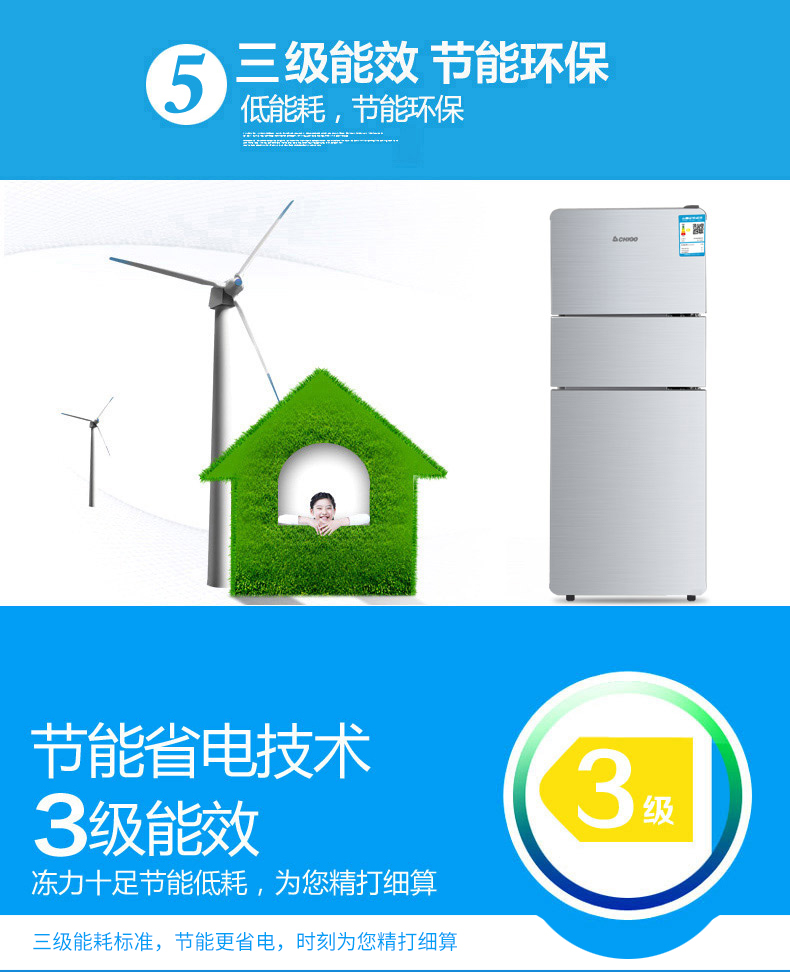 5
三级能效 节能环保
低能耗，节能环保
CHIGO
节能省电技术
3级能效
冻力十足节能低耗，为您精打细算
3级
三级能耗标准，节能更省电，时刻为您精打细算